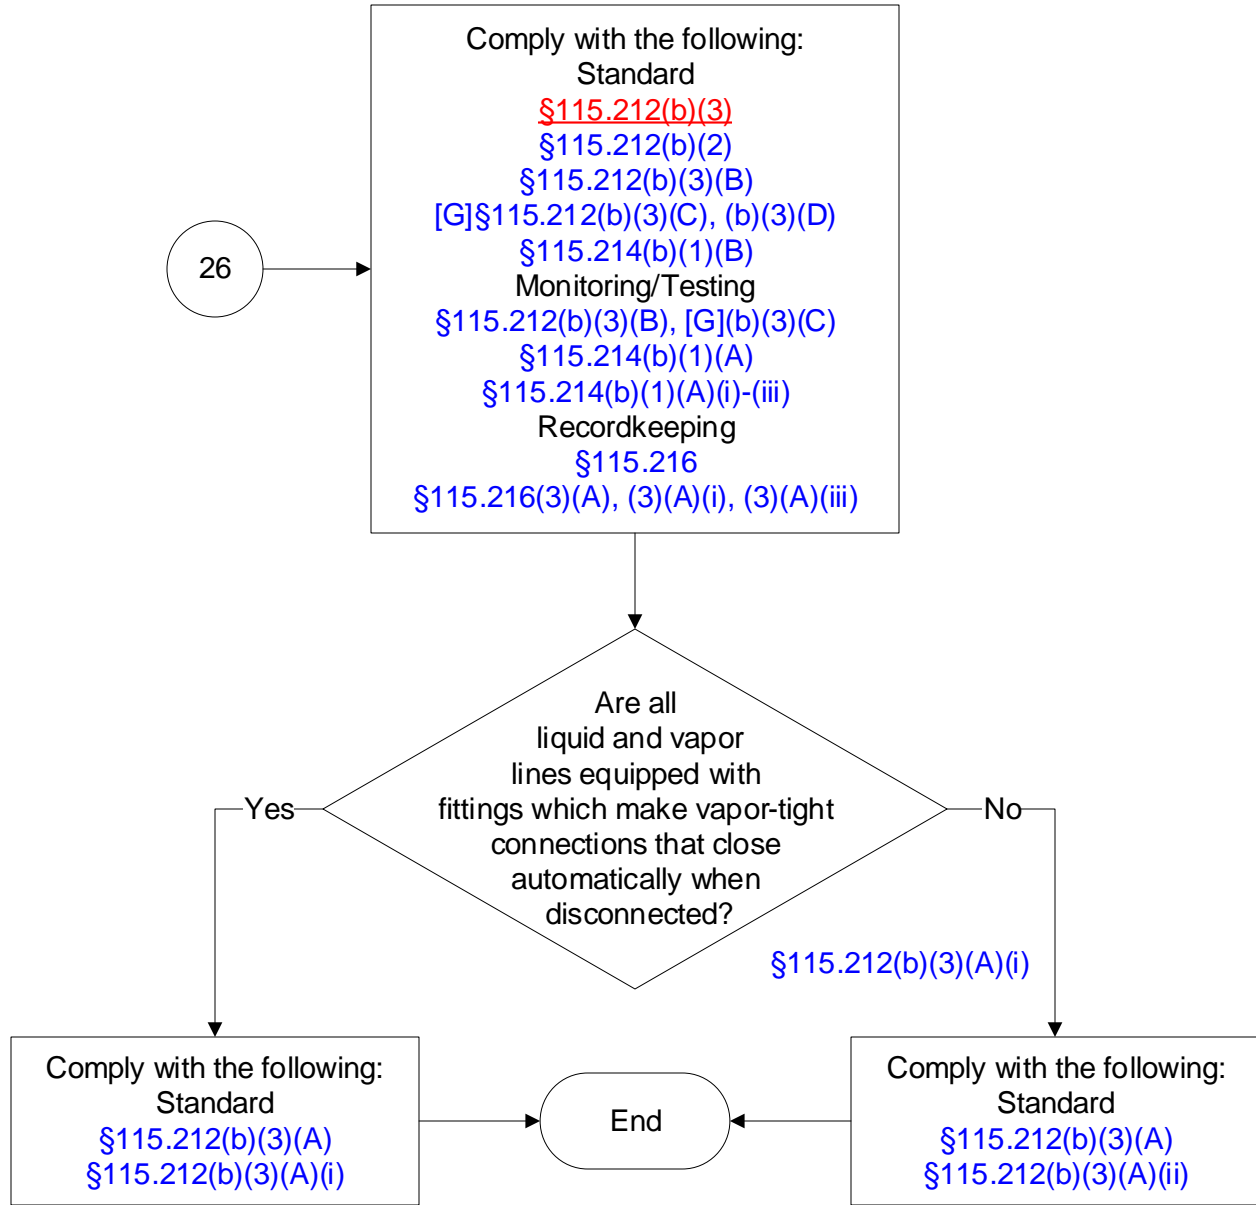 Comply with the following:
Standard
§115.212(b)(3)
§115.212(b)(2)
§115.212(b)(3)(B)
[G]§115.212(b)(3)(C), (b)(3)(D)
§115.214(b)(1)(B)
Monitoring/Testing
§115.212(b)(3)(B), [G](b)(3)(C)
§115.214(b)(1)(A)
§115.214(b)(1)(A)(i)-(iii)
Recordkeeping
§115.216
§115.216(3)(A), (3)(A)(i), (3)(A)(iii)
26
Are all
liquid and vapor
lines equipped with
fittings which make vapor-tight
connections that close
automatically when
disconnected?
Yes
No
§115.212(b)(3)(A)(i)
Comply with the following:
Standard
§115.212(b)(3)(A)
§115.212(b)(3)(A)(i)
End
Comply with the following:
Standard
§115.212(b)(3)(A)
§115.212(b)(3)(A)(ii)